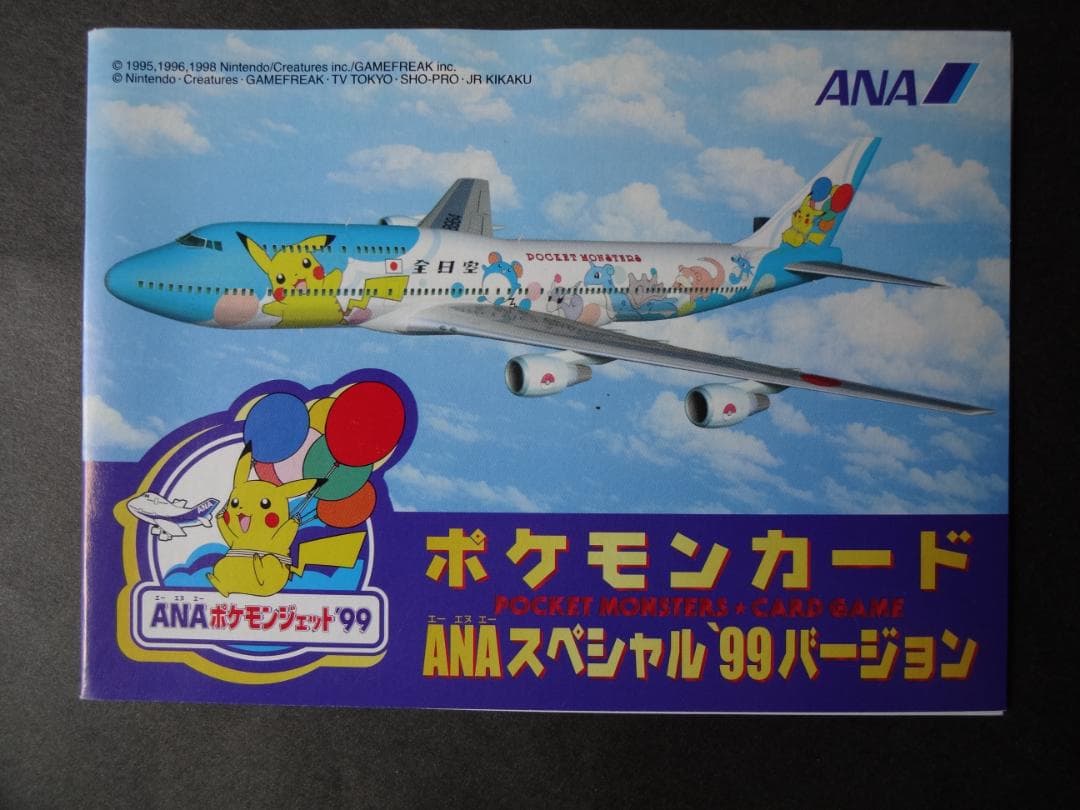 © 1995,1996,1998 Nintendo/Creatures inc./GAMEFREAK inc.
© Nintendo · Creatures · GAMEFREAK · TV TOKYO · SHO-PRO · JR KIKAKU
ANA
全日空
POCKET MONSTERS
ANA
エー エヌ エー
ANAポケモンジェット'99
ポケモンカード
POCKET MONSTERS ★ CARD GAME
エー エヌ エー
ANAスペシャル'99バージョン